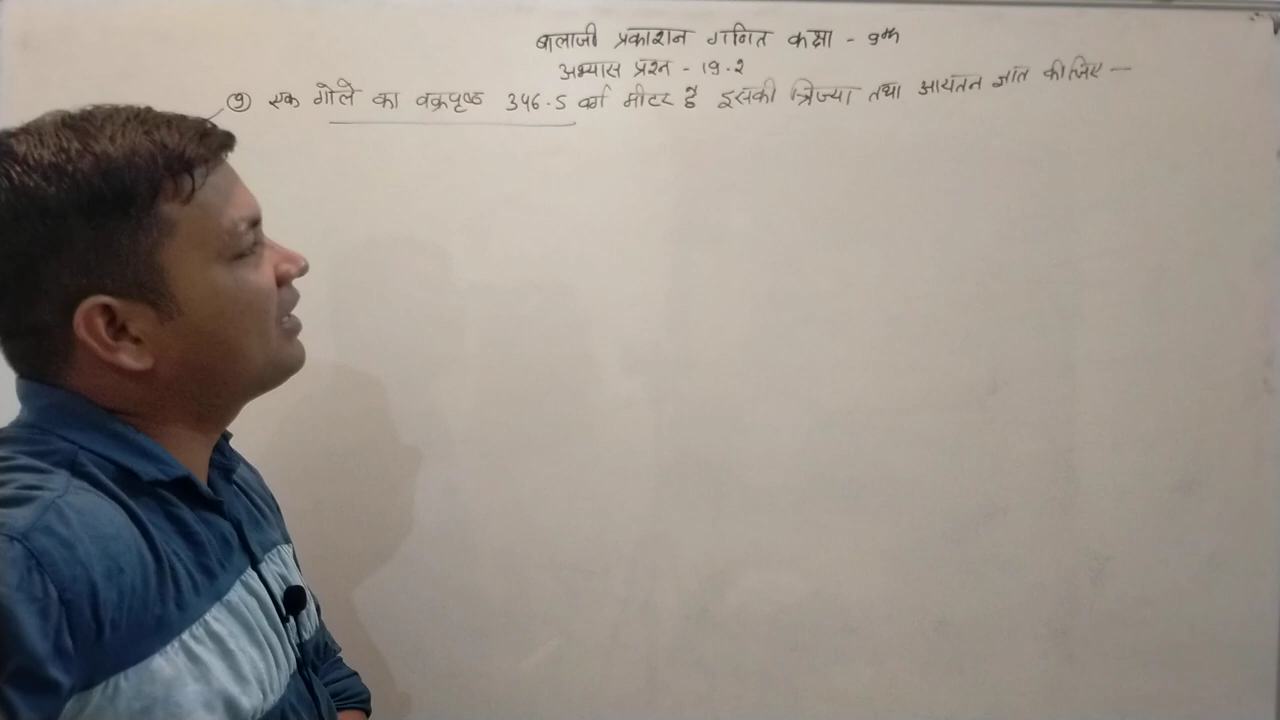 बालाजी प्रकाशन गणित कक्षा - 9th
अभ्यास प्रश्न - 19.2
9) एक गोले का वक्रपृष्ठ 346.5 वर्ग मीटर है इसकी त्रिज्या तथा आयतन ज्ञात कीजिए —